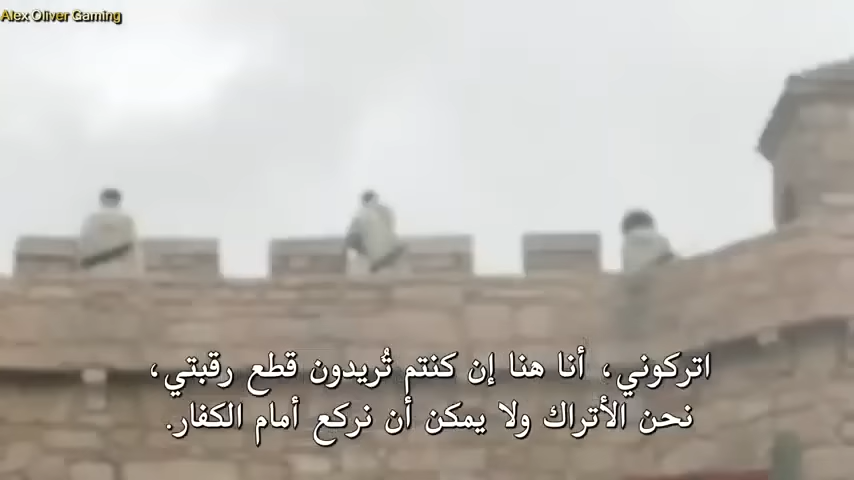 Alex Oliver Gaming
اتركوني، أنا هنا إن كنتم تُريدون قطع رقبتي،
نحن الأتراك ولا يمكن أن نركع أمام الكفار.